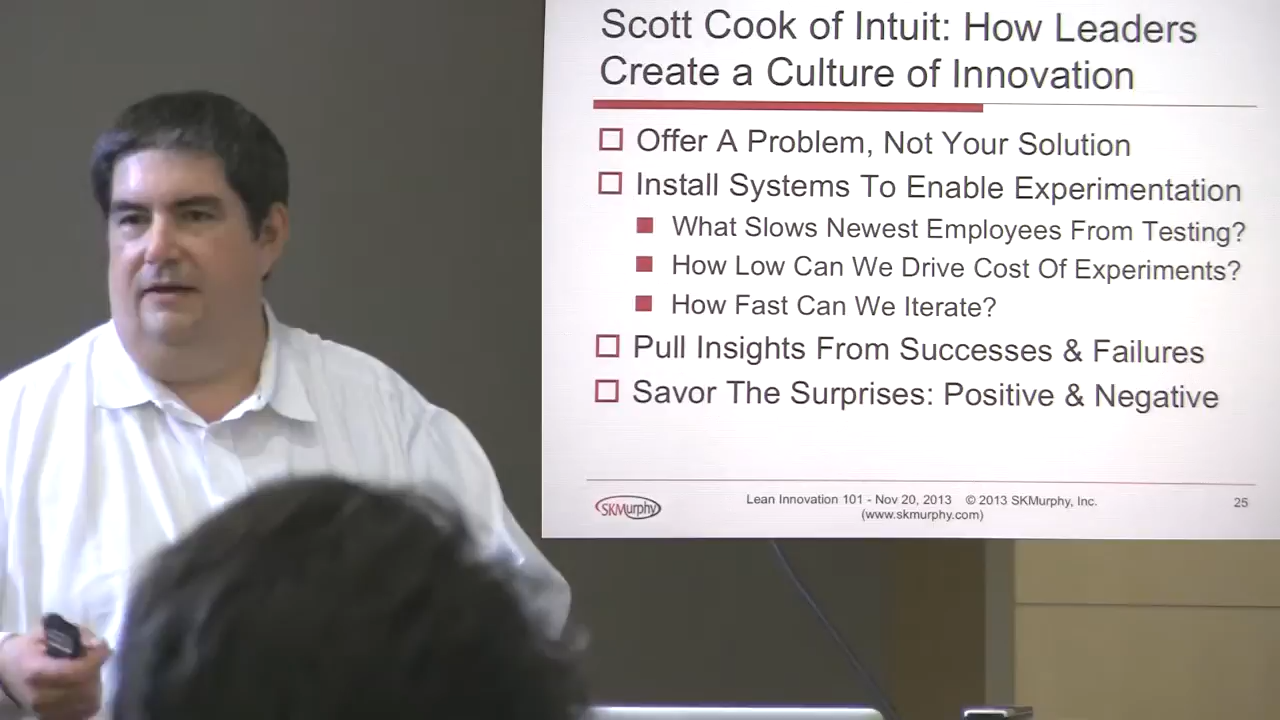 Scott Cook of Intuit: How Leaders
Create a Culture of Innovation
Offer A Problem, Not Your Solution
Install Systems To Enable Experimentation
What Slows Newest Employees From Testing?
How Low Can We Drive Cost Of Experiments?
How Fast Can We Iterate?
Pull Insights From Successes & Failures
Savor The Surprises: Positive & Negative
SKMurphy
Lean Innovation 101 - Nov 20, 2013 © 2013 SKMurphy, Inc.
(www.skmurphy.com)
25